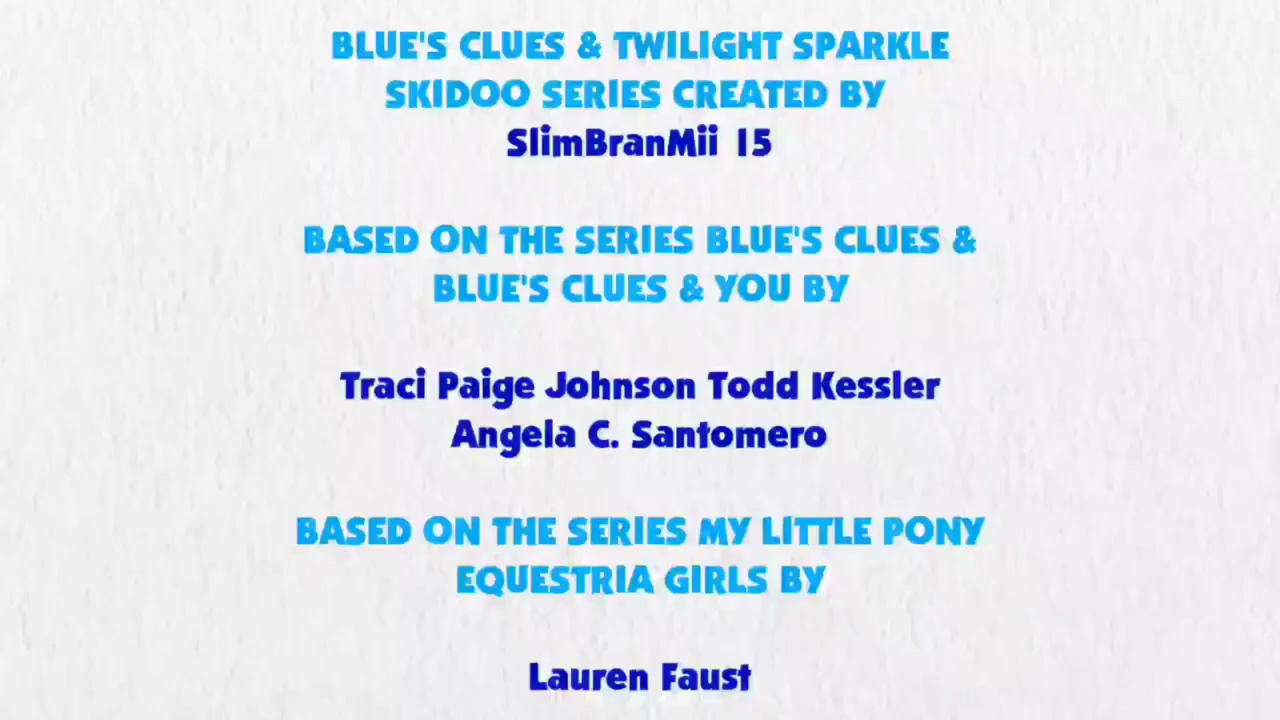 BLUE'S CLUES & TWILIGHT SPARKLE
SKIDOO SERIES CREATED BY
SlimBranMii 15
BASED ON THE SERIES BLUE'S CLUES &
BLUE'S CLUES & YOU BY
Traci Paige Johnson Todd Kessler
Angela C. Santomero
BASED ON THE SERIES MY LITTLE PONY
EQUESTRIA GIRLS BY
Lauren Faust